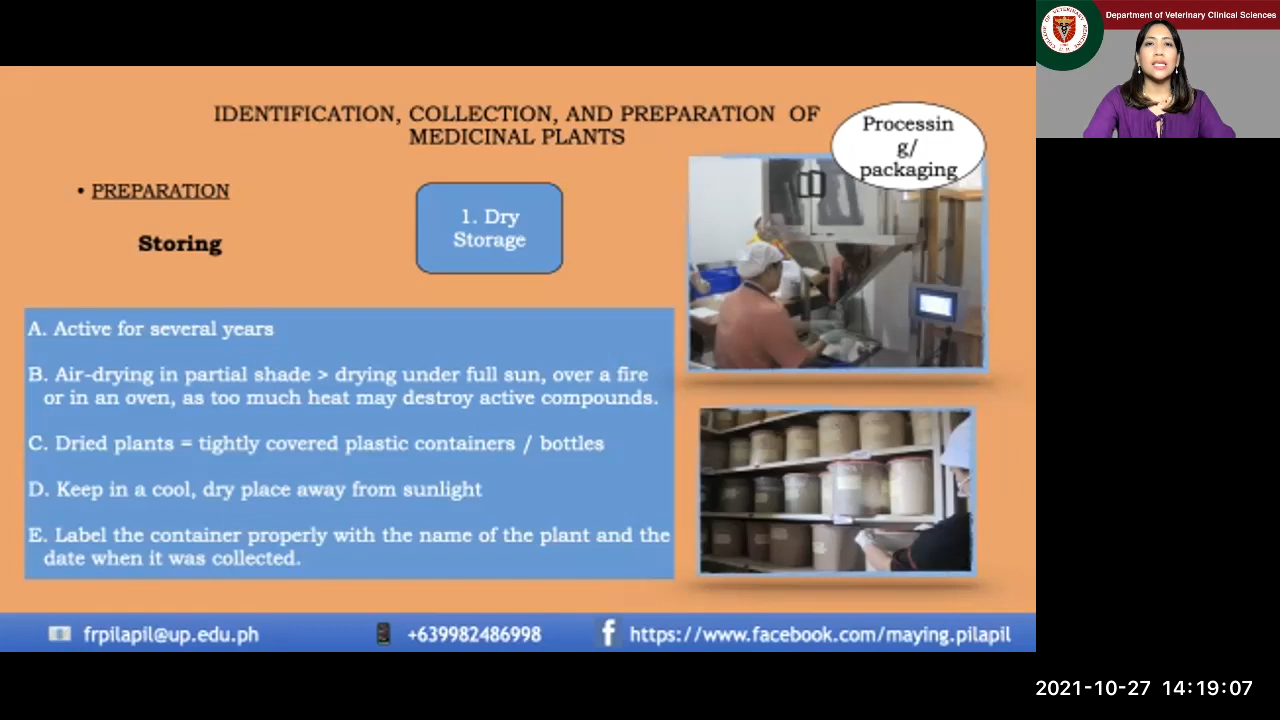 Department of Veterinary Clinical Sciences
IDENTIFICATION, COLLECTION, AND PREPARATION OF
MEDICINAL PLANTS
Processin
g/
packaging
• PREPARATION
Storing
1. Dry
Storage
A. Active for several years
B. Air-drying in partial shade > drying under full sun, over a fire
or in an oven, as too much heat may destroy active compounds.
C. Dried plants = tightly covered plastic containers / bottles
D. Keep in a cool, dry place away from sunlight
E. Label the container properly with the name of the plant and the
date when it was collected.
frpilapil@up.edu.ph
+639982486998
f https://www.facebook.com/maying.pilapil
2021-10-27 14:19:07